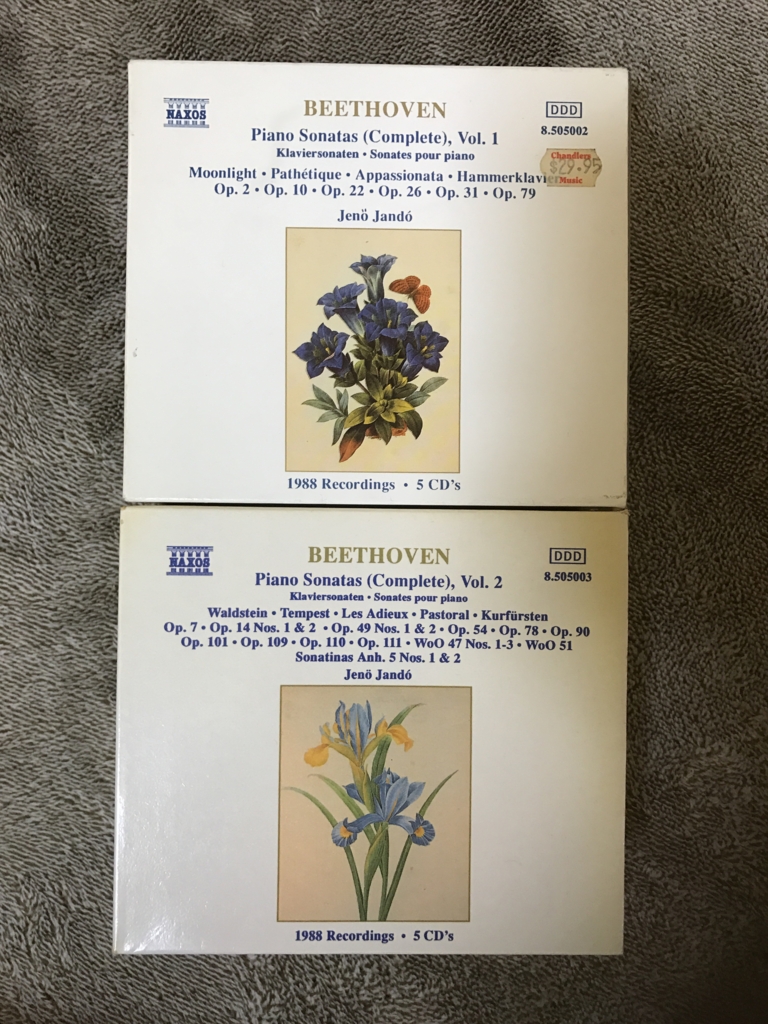 NAXOS
BEETHOVEN
DDD
8.505002
Piano Sonatas (Complete), Vol. 1
Klaviersonaten • Sonates pour piano
Moonlight • Pathétique • Appassionata • Hammerklavie
Op. 2 • Op. 10 • Op. 22 • Op. 26 • Op. 31 • Op. 79
Chandlers
$29.95
Music
Jenö Jandó
1988 Recordings • 5 CD's
NAXOS
BEETHOVEN
DDD
8.505003
Piano Sonatas (Complete), Vol. 2
Klaviersonaten • Sonates pour piano
Waldstein • Tempest • Les Adieux • Pastoral • Kurfürsten
Op. 7 • Op. 14 Nos. 1 & 2 • Op. 49 Nos. 1 & 2 • Op. 54 • Op. 78 • Op. 90
Op. 101 • Op. 109 • Op. 110 • Op. 111 • WoO 47 Nos. 1-3 • WoO 51
Sonatinas Anh. 5 Nos. 1 & 2
Jenö Jandó
1988 Recordings • 5 CD's